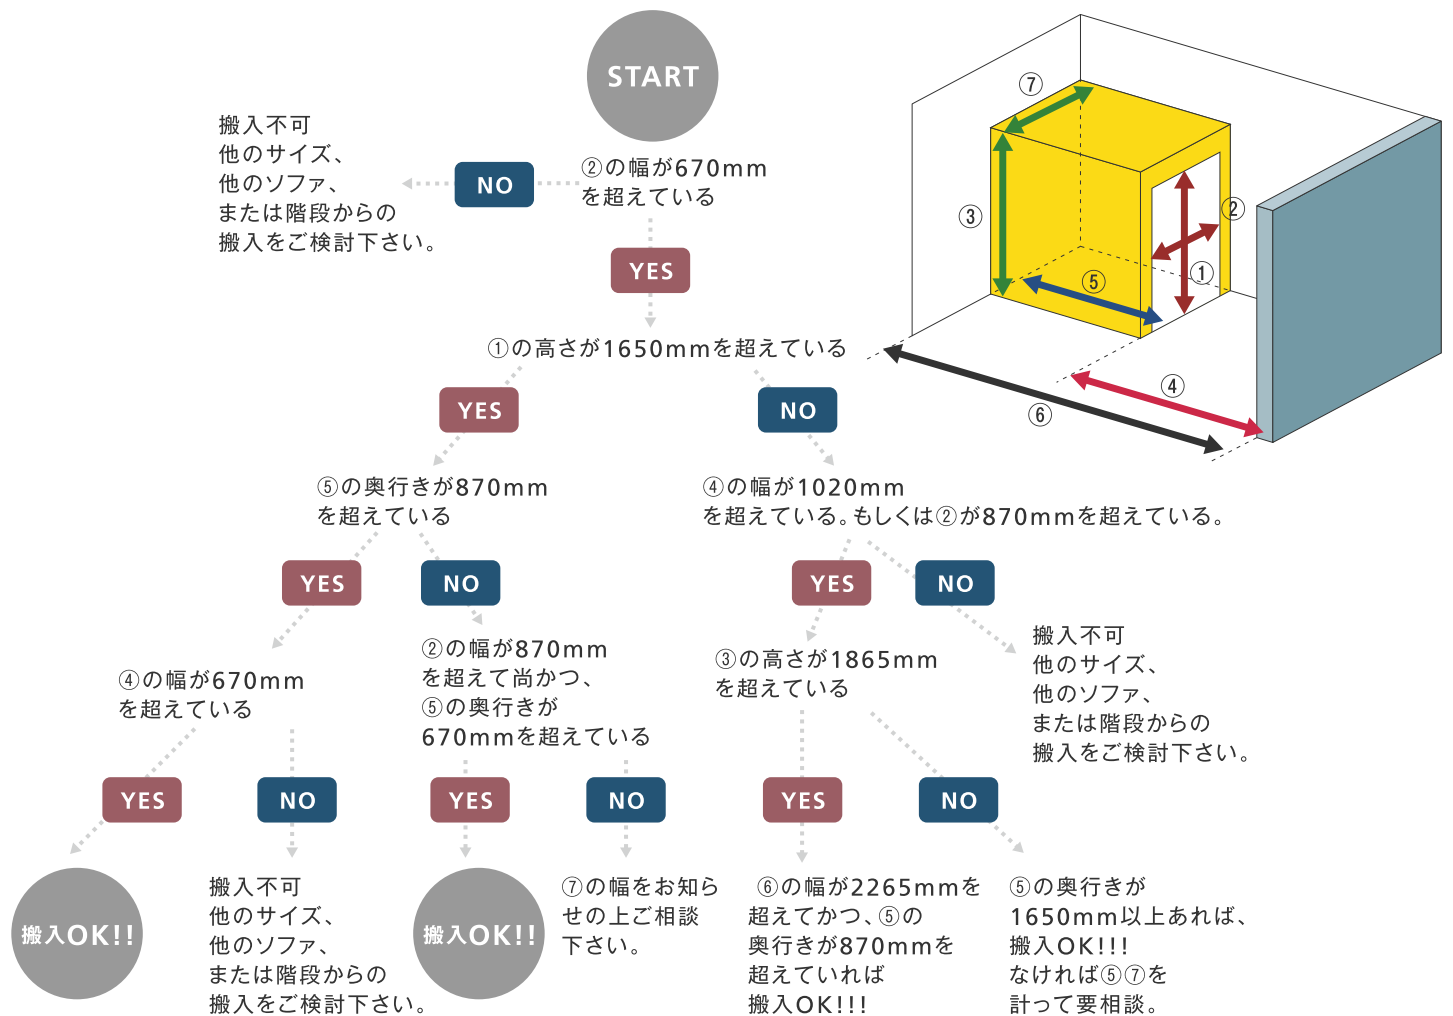 START
搬入不可
他のサイズ、
他のソファ、
または階段からの
搬入をご検討下さい。
NO
②の幅が670mm
を超えている
YES
①の高さが1650mmを超えている
YES
NO
⑤の奥行きが870mm
を超えている
④の幅が1020mm
を超えている。もしくは②が870mmを超えている。
YES
NO
YES
NO
④の幅が670mm
を超えている
②の幅が870mm
を超えて尚かつ、
⑤の奥行きが
670mmを超えている
③の高さが1865mm
を超えている
搬入不可
他のサイズ、
他のソファ、
または階段からの
搬入をご検討下さい。
YES
NO
YES
NO
YES
NO
搬入OK!!
搬入不可
他のサイズ、
他のソファ、
または階段からの
搬入をご検討下さい。
搬入OK!!
⑦の幅をお知ら
せの上ご相談
下さい。
⑥の幅が2265mmを
超えてかつ、⑤の
奥行きが870mmを
超えていれば
搬入OK!!!
⑤の奥行きが
1650mm以上あれば、
搬入OK!!!
なければ⑤⑦を
計って要相談。
⑦
③
②
①
⑤
④
⑥